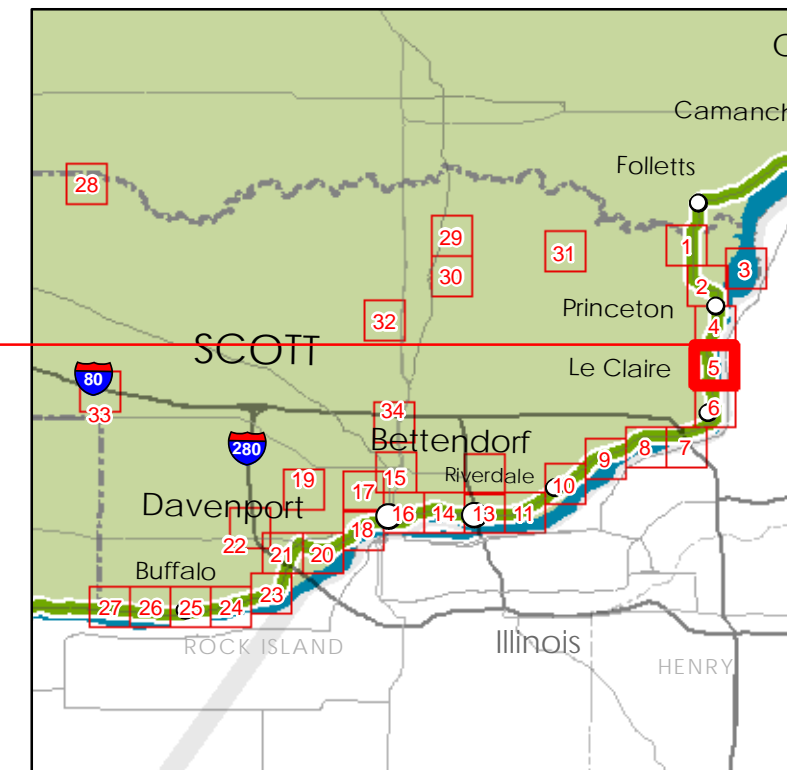 C
Camanch
Folletts
28
29
1
31
3
30
2
Princeton
32
4
SCOTT
Le Claire
5
80
33
6
34
Bettendorf
280
7
8
9
15
Riverdale
19
17
10
Davenport
16
14
13
11
18
22
21
20
Buffalo
23
27
26
25
24
ROCK ISLAND
Illinois
HENRY